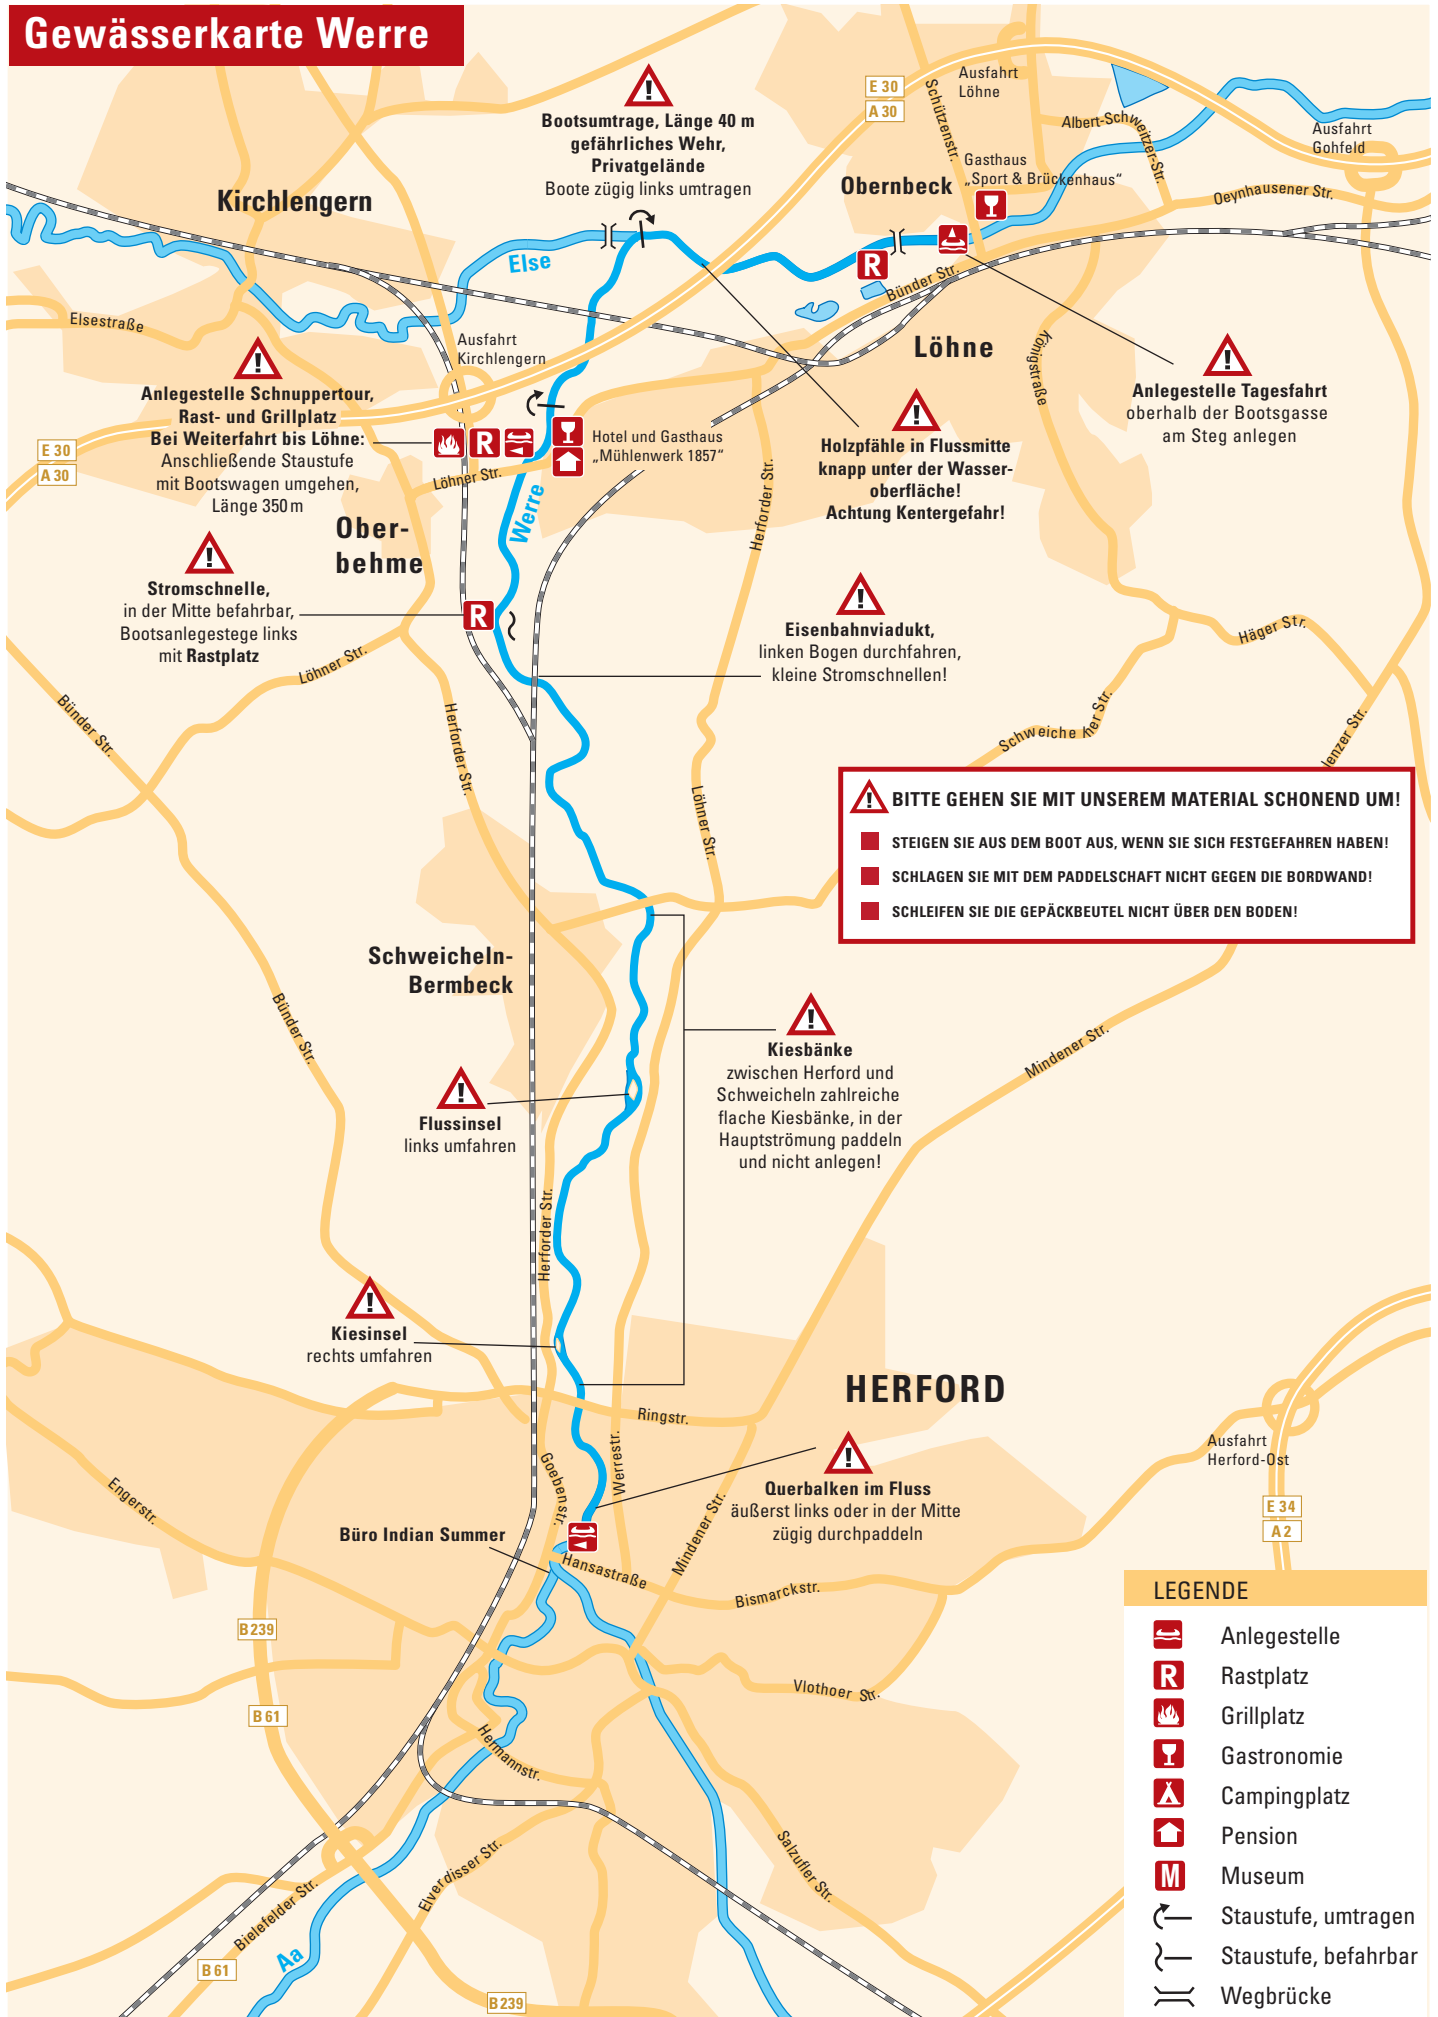 Gewässerkarte Werre
E 30
A 30
Ausfahrt
Löhne
Schützenstr.
Albert-Schweitzer-Str.
Ausfahrt
Gohfeld
Bootsumtrage, Länge 40 m
gefährliches Wehr,
Privatgelände
Boote zügig links umtragen
Gasthaus
„Sport & Brückenhaus“
Obernbeck
Oeynhausener Str.
Kirchlengern
Else
R
Bünder Str.
Elsestraße
Ausfahrt
Kirchlengern
Löhne
Königstraße
Anlegestelle Schnuppertour,
Rast- und Grillplatz
Bei Weiterfahrt bis Löhne:
Anschließende Staustufe
mit Bootswagen umgehen,
Länge 350 m
E 30
A 30
R
Hotel und Gasthaus
„Mühlenwerk 1857“
Löhner Str.
Werre
Anlegestelle Tagesfahrt
oberhalb der Bootsgasse
am Steg anlegen
Holzpfähle in Flussmitte
knapp unter der Wasser-
oberfläche!
Achtung Kentergefahr!
Herforder Str.
Ober-
behme
Stromschnelle,
in der Mitte befahrbar,
Bootsanlegestege links
mit Rastplatz
R
Eisenbahnviadukt,
linken Bogen durchfahren,
kleine Stromschnellen!
Häger Str.
Löhner Str.
Bünder Str.
Herforder Str.
Schweiche
her Str.
lenzer Str.
Löhner Str.
BITTE GEHEN SIE MIT UNSEREM MATERIAL SCHONEND UM!
STEIGEN SIE AUS DEM BOOT AUS, WENN SIE SICH FESTGEFAHREN HABEN!
SCHLAGEN SIE MIT DEM PADDELSCHAFT NICHT GEGEN DIE BORDWAND!
SCHLEIFEN SIE DIE GEPÄCKBEUTEL NICHT ÜBER DEN BODEN!
Schweicheln-
Bermbeck
Bünder Str.
Mindener Str.
Kiesbänke
zwischen Herford und
Schweicheln zahlreiche
flache Kiesbänke, in der
Hauptströmung paddeln
und nicht anlegen!
Flussinsel
links umfahren
Herforder Str.
Kiesinsel
rechts umfahren
HERFORD
Ringstr.
Werrestr.
Goebenstr.
Ausfahrt
Herford-Ost
Querbalken im Fluss
äußerst links oder in der Mitte
zügig durchpaddeln
Engerstr.
Mindener Str.
E 34
A 2
Büro Indian Summer
Hansastraße
Bismarckstr.
B 239
Vlothoer Str.
B 61
Hermannstr.
Salzufler Str.
Elverdisser Str.
Bielefelder Str.
Aa
B 61
B 239
LEGENDE
Anlegestelle
R Rastplatz
Grillplatz
Gastronomie
Campingplatz
Pension
M Museum
Staustufe, umtragen
Staustufe, befahrbar
Wegbrücke